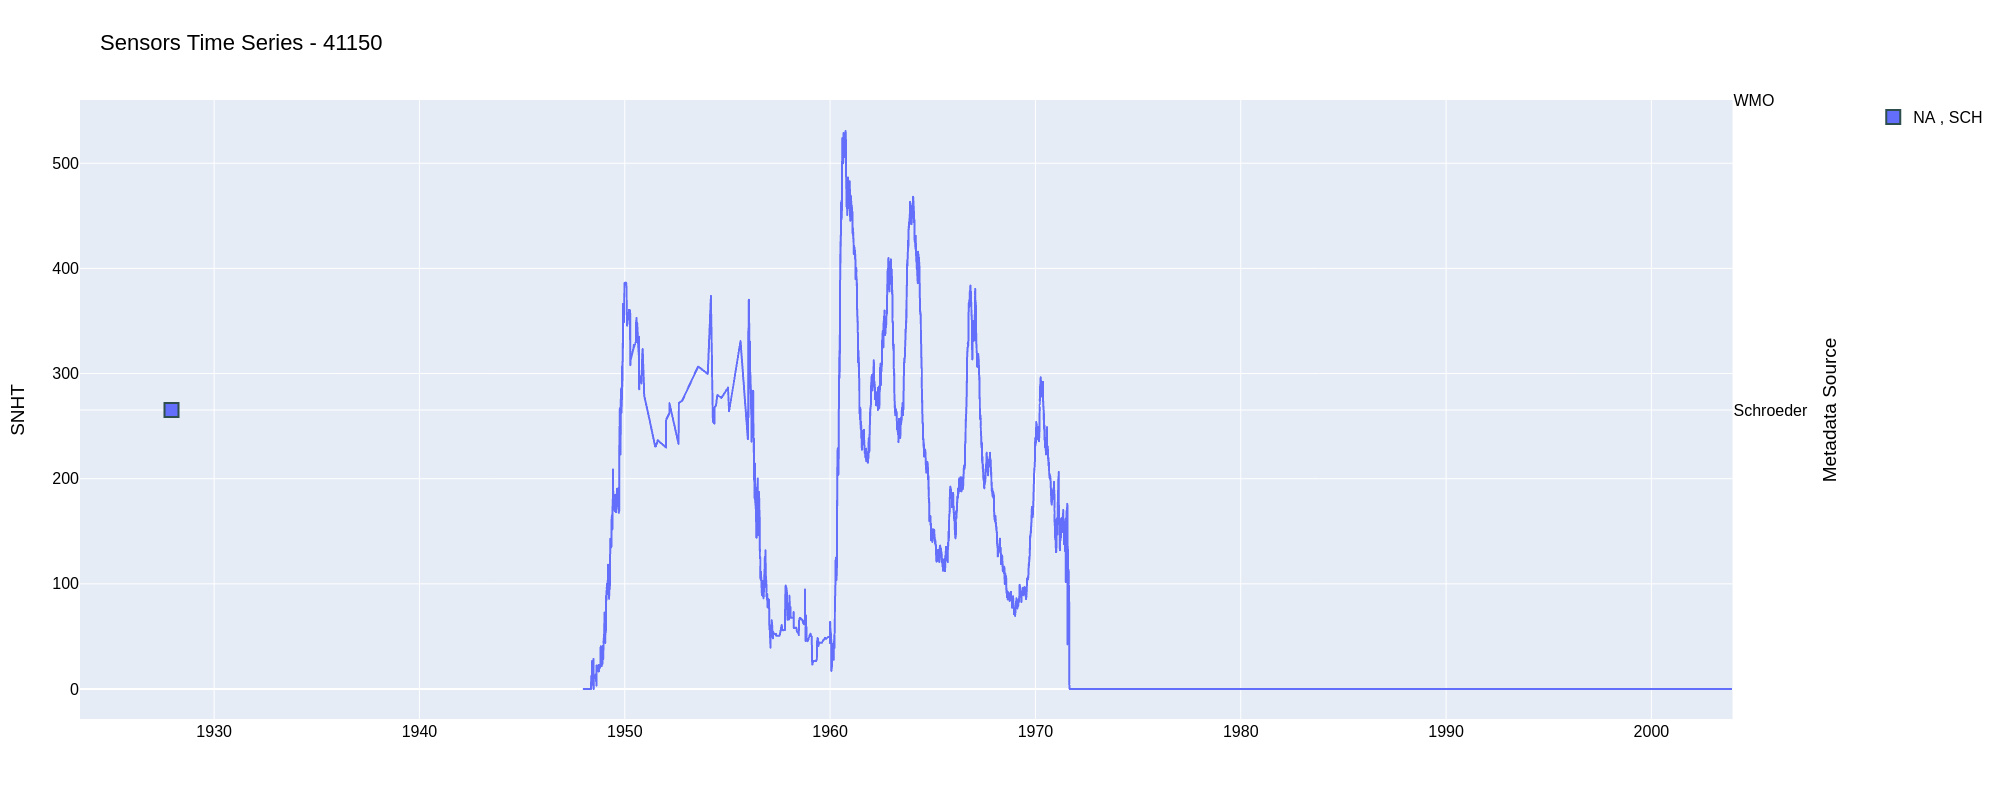 Sensors Time Series - 41150
WMO
NA , SCH
500
400
300
Schroeder
200
100
0
SNHT
Metadata Source
1930
1940
1950
1960
1970
1980
1990
2000